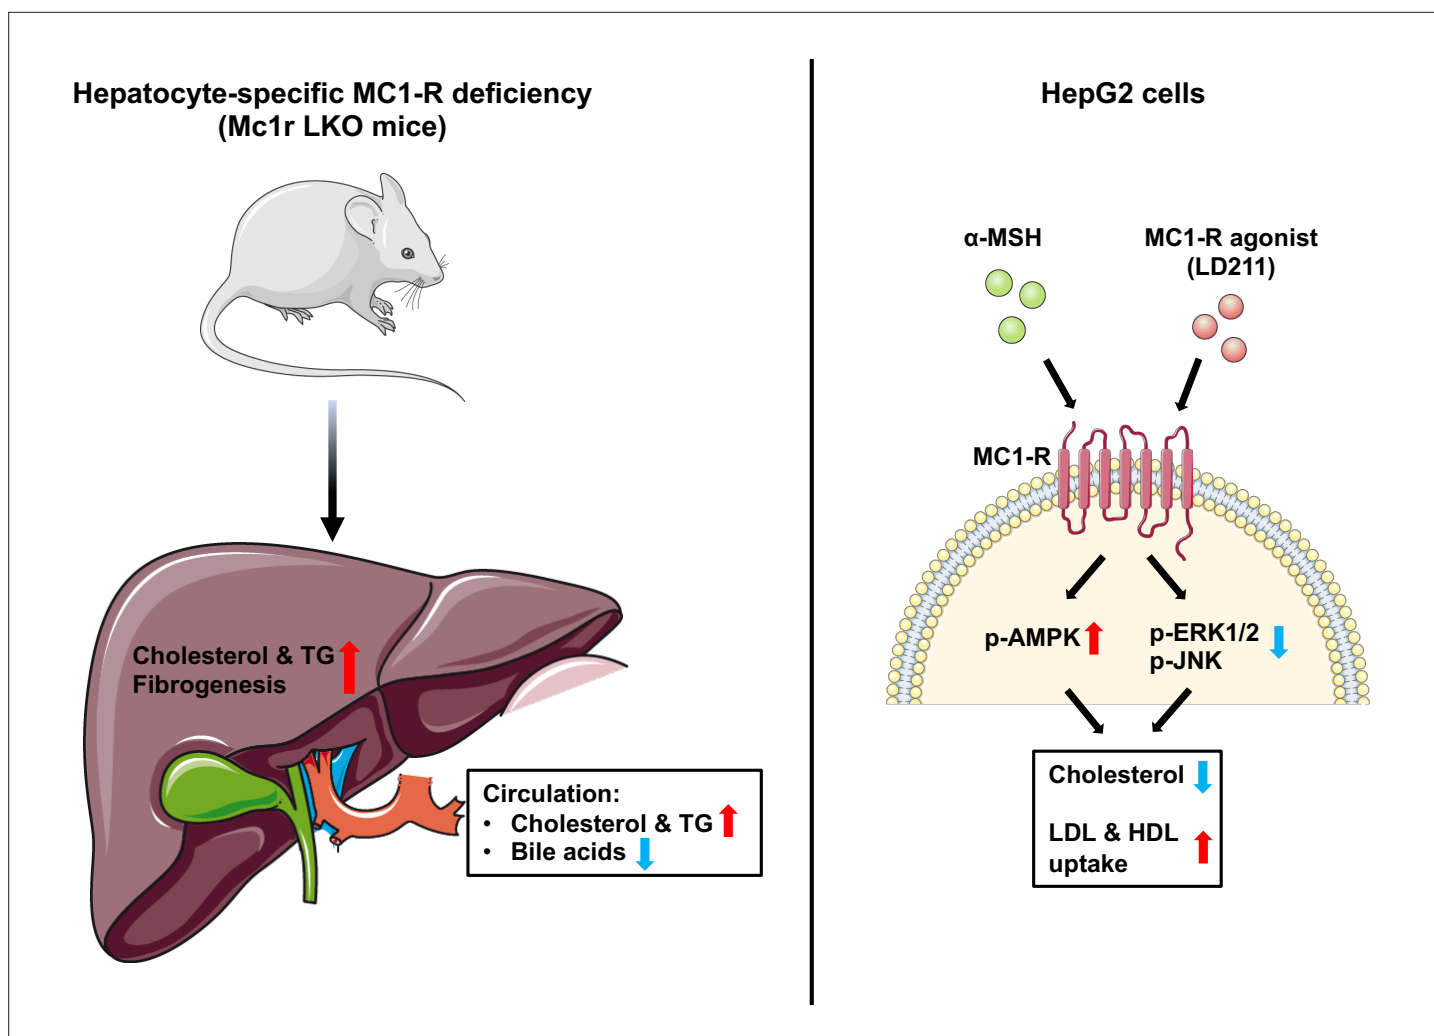 Hepatocyte-specific MC1-R deficiency
(Mc1r LKO mice)
Cholesterol & TG
Fibrogenesis
Circulation:
• Cholesterol & TG
• Bile acids
HepG2 cells
α-MSH
MC1-R agonist
(LD211)
MC1-R
p-AMPK
p-ERK1/2
p-JNK
Cholesterol
LDL & HDL
uptake